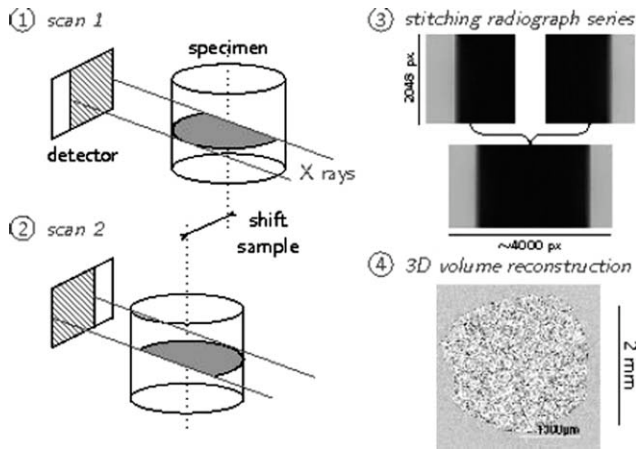 ① scan 1
specimen
detector
X rays
shift
sample
② scan 2
③ stitching radiograph series
2048 px
~4000 px
④ 3D volume reconstruction
2 mm